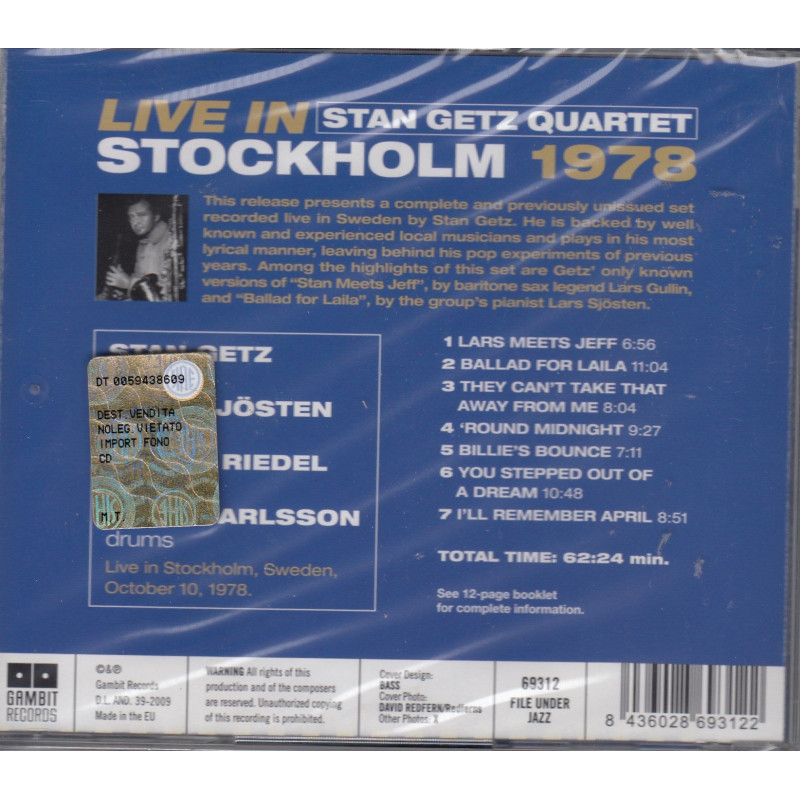 LIVE IN STAN GETZ QUARTET
STOCKHOLM 1978
This release presents a complete and previously unissued set
recorded live in Sweden by Stan Getz. He is backed by well
known and experienced local musicians and plays in his most
lyrical manner, leaving behind his pop experiments of previous
years. Among the highlights of this set are Getz' only known
versions of "Stan Meets Jeff", by baritone sax legend Lars Gullin,
and "Ballad for Laila", by the group's pianist Lars Sjösten.
STAN GETZ
JÖSTEN
RIEDEL
ARLSSON
drums
Live in Stockholm, Sweden,
October 10, 1978.
DT 0059438609
DEST.VENDITA
NOLEG.VIETATO
IMPORT FONO
CD
M.T.
1 LARS MEETS JEFF 6:56
2 BALLAD FOR LAILA 11:04
3 THEY CAN'T TAKE THAT
AWAY FROM ME 8:04
4 'ROUND MIDNIGHT 9:27
5 BILLIE'S BOUNCE 7:11
6 YOU STEPPED OUT OF
A DREAM 10:48
7 I'LL REMEMBER APRIL 8:51
TOTAL TIME: 62:24 min.
See 12-page booklet
for complete information.
GAMBIT
RECORDS
©&℗
Gambit Records
D.L. AND. 39-2009
Made in the EU
WARNING All rights of this
production and of the composers
are reserved. Unauthorized copying
of this recording is prohibited.
Cover Design:
BASS
Cover Photo:
DAVID REDFERN/Redferns
Other Photos: X
69312
FILE UNDER
JAZZ
8 436028 693122